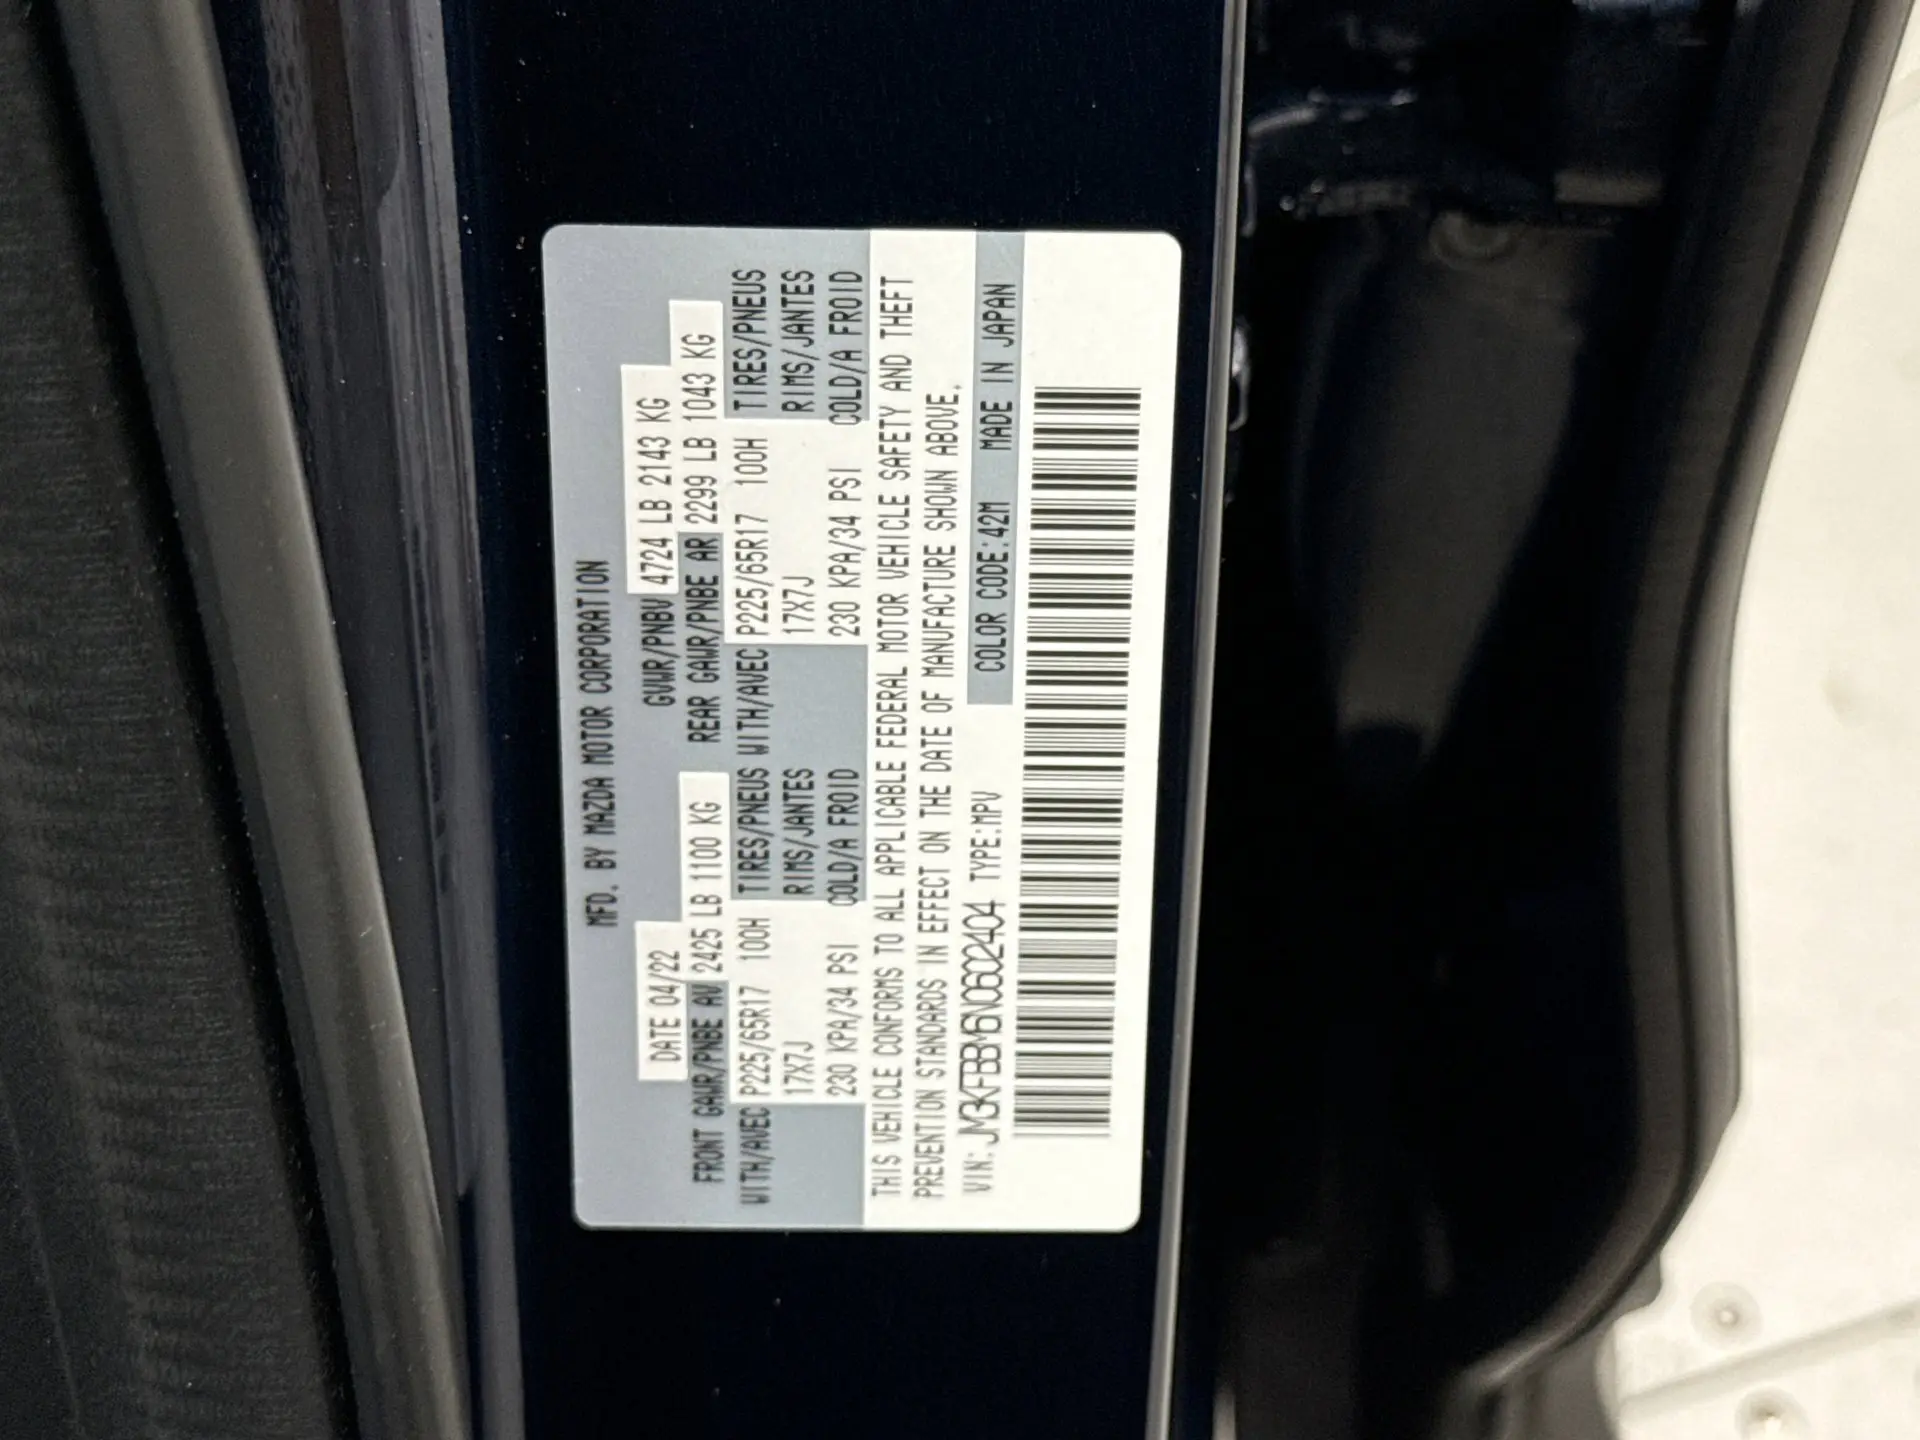 MFD. BY MAZDA MOTOR CORPORATION
DATE 04/22 GVWR/PNBV 4724 LB 2143 KG
FRONT GAWR/PNBE AV 2425 LB 1100 KG REAR GAWR/PNBE AR 2299 LB 1043 KG
WITH/AVEC P225/65R17 100H TIRES/PNEUS WITH/AVEC P225/65R17 100H TIRES/PNEUS
17X7J RIMS/JANTES 17X7J RIMS/JANTES
230 KPA/34 PSI COLD/A FROID 230 KPA/34 PSI COLD/A FROID
THIS VEHICLE CONFORMS TO ALL APPLICABLE FEDERAL MOTOR VEHICLE SAFETY AND THEFT
PREVENTION STANDARDS IN EFFECT ON THE DATE OF MANUFACTURE SHOWN ABOVE.
VIN: JM3KFBBM6N0602404 TYPE:MPV COLOR CODE:42M MADE IN JAPAN